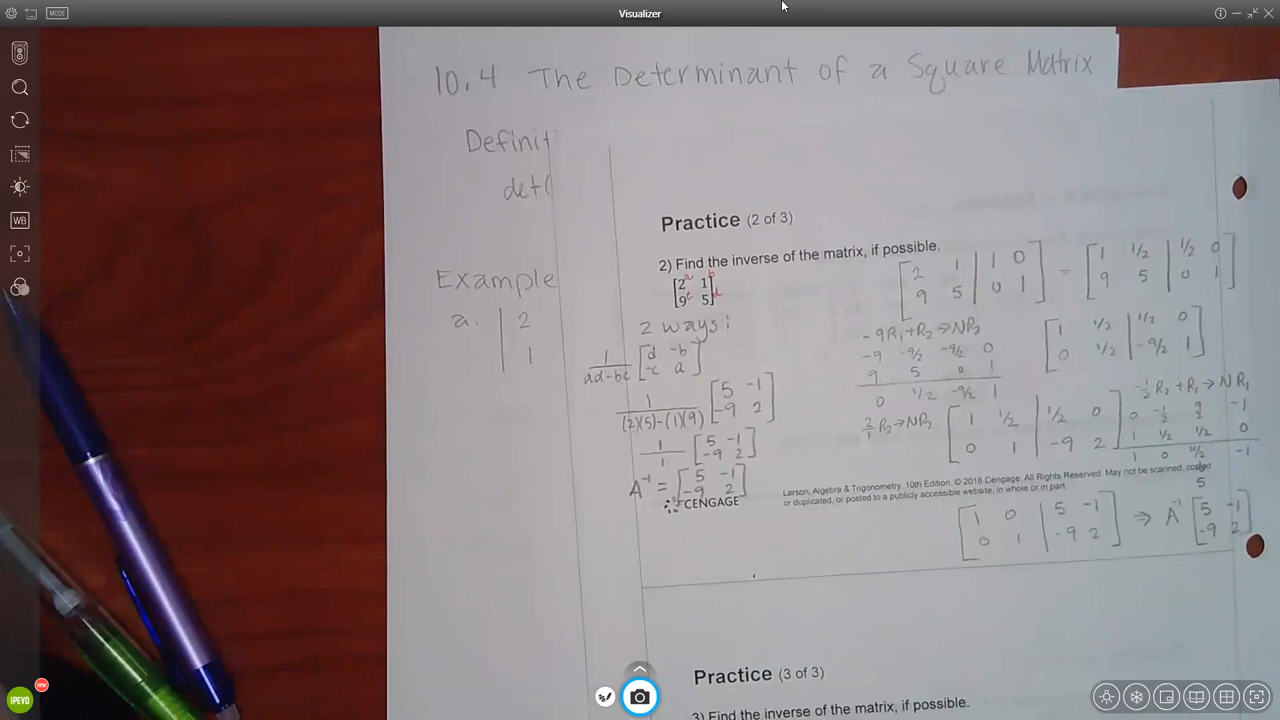 MODE
Visualizer
10.4 The Determinant of a Square Matrix
Definit
det(
Example
a. | 2
| 1
Practice (2 of 3)
2) Find the inverse of the matrix, if possible.
[2 a 1 b
9 c 5 d]
2 ways:
1/(ad-bc) [d -b
-c a]
1/((2)(5)-(1)(9)) [5 -1
-9 2]
1/1 [5 -1
-9 2]
A⁻¹ = [5 -1
-9 2]
CENGAGE
[2 1 | 1 0
9 5 | 0 1] = [1 1/2 | 1/2 0
9 5 | 0 1]
-9R₁+R₂→NR₂
-9 -9/2 -9/2 0
9 5 0 1
0 1/2 -9/2 1
[1 1/2 | 1/2 0
0 1/2 | -9/2 1]
2/1 R₂→NR₂
[1 1/2 | 1/2 0
0 1 | -9 2]
-1/2 R₂ + R₁ → NR₁
0 -1/2 9/2 -1
1 1/2 1/2 0
1 0 10/2 -1
5
Larson, Algebra & Trigonometry, 10th Edition. © 2018 Cengage. All Rights Reserved. May not be scanned, copied
or duplicated, or posted to a publicly accessible website, in whole or in part.
[1 0 | 5 -1
0 1 | -9 2] ⇒ A⁻¹ [5 -1
-9 2]
Practice (3 of 3)
3) Find the inverse of the matrix, if possible.
WB
IPEVO
new